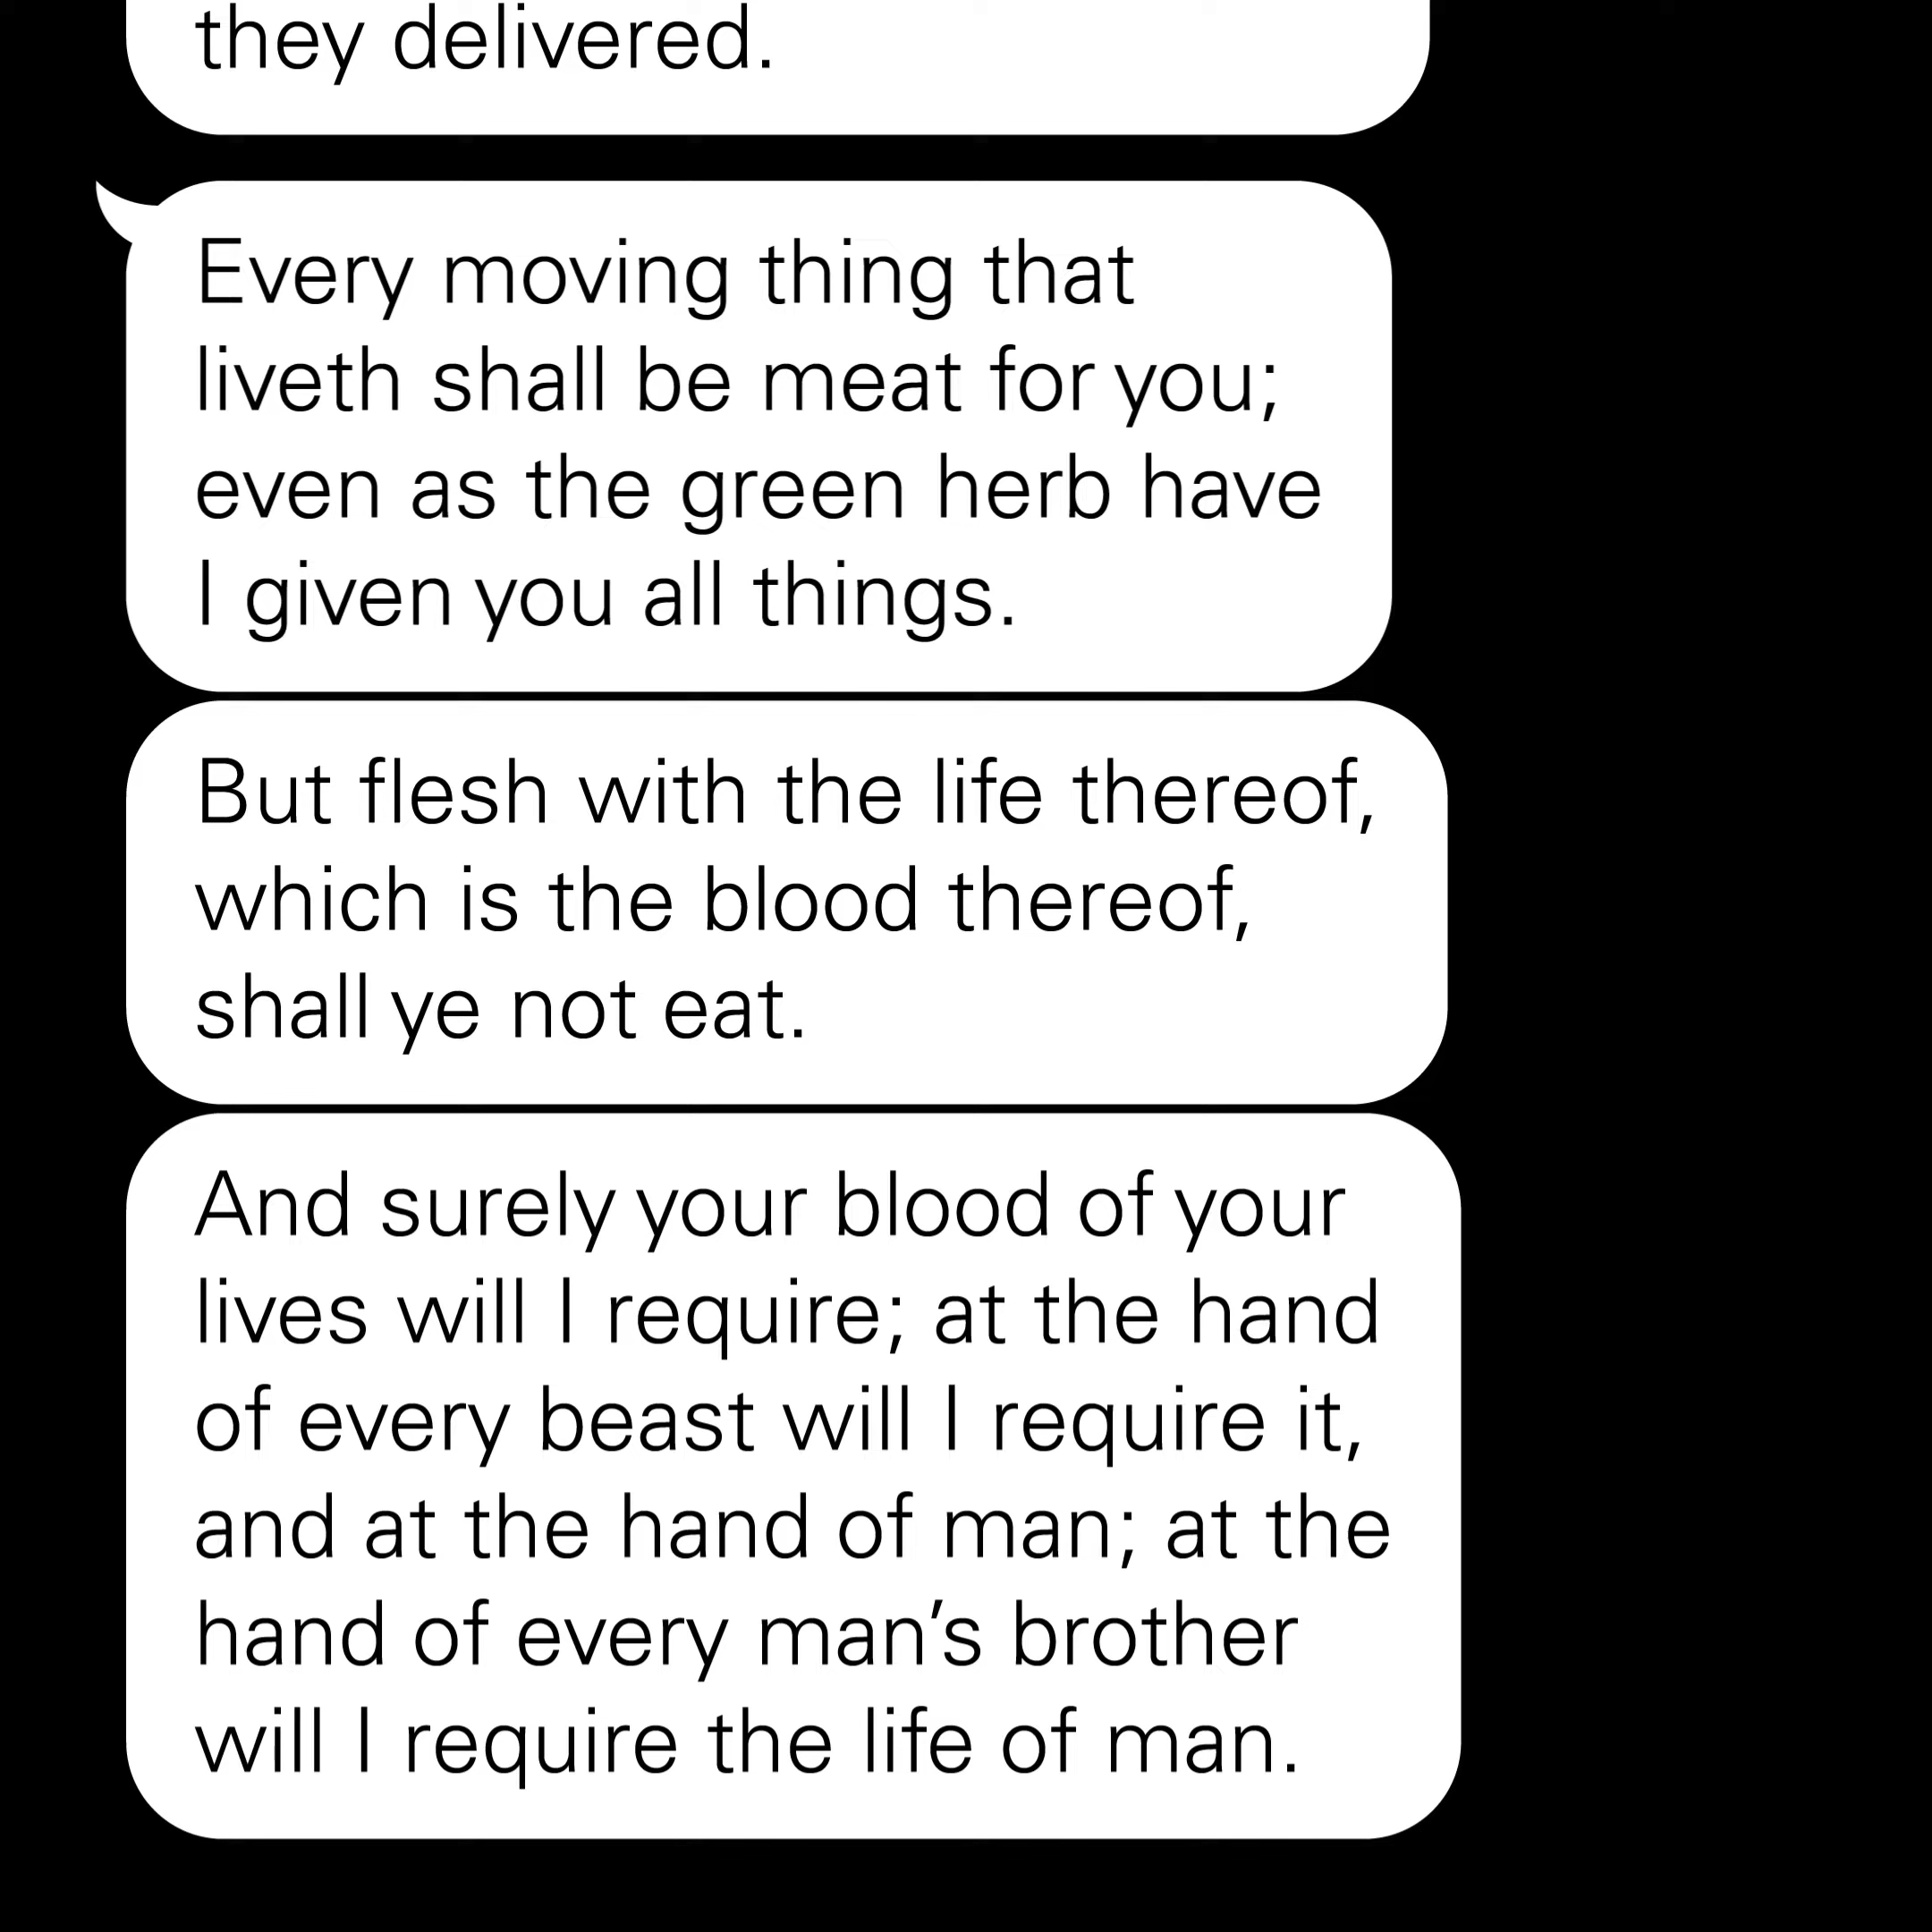 they delivered.
Every moving thing that
liveth shall be meat for you;
even as the green herb have
I given you all things.
But flesh with the life thereof,
which is the blood thereof,
shall ye not eat.
And surely your blood of your
lives will I require; at the hand
of every beast will I require it,
and at the hand of man; at the
hand of every man’s brother
will I require the life of man.